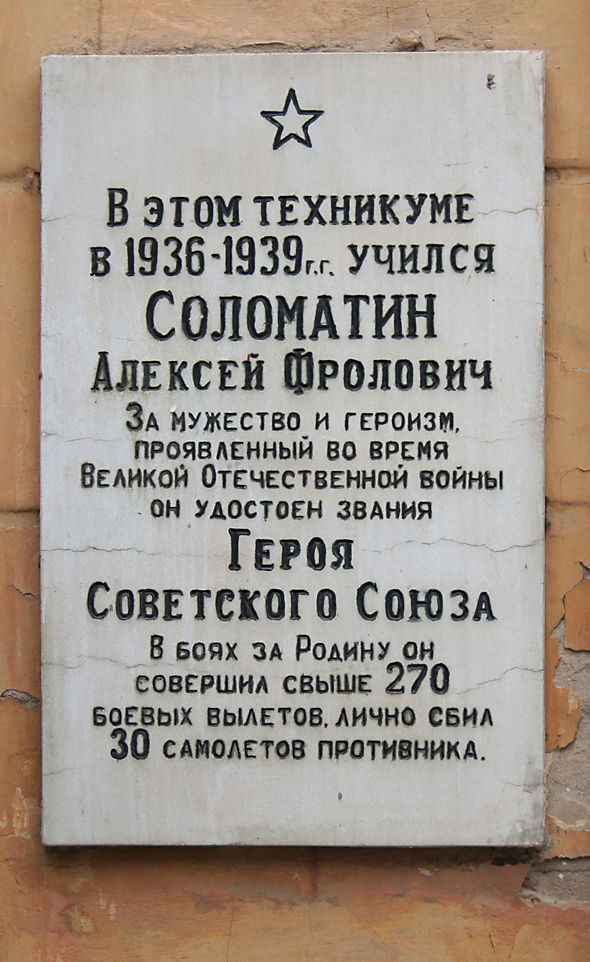 В этом техникуме
в 1936-1939г.г. учился
Соломатин
Алексей Фролович
За мужество и героизм,
проявленный во время
Великой Отечественной войны
он удостоен звания
Героя
Советского Союза
В боях за Родину он
совершил свыше 270
боевых вылетов, лично сбил
30 самолетов противника.